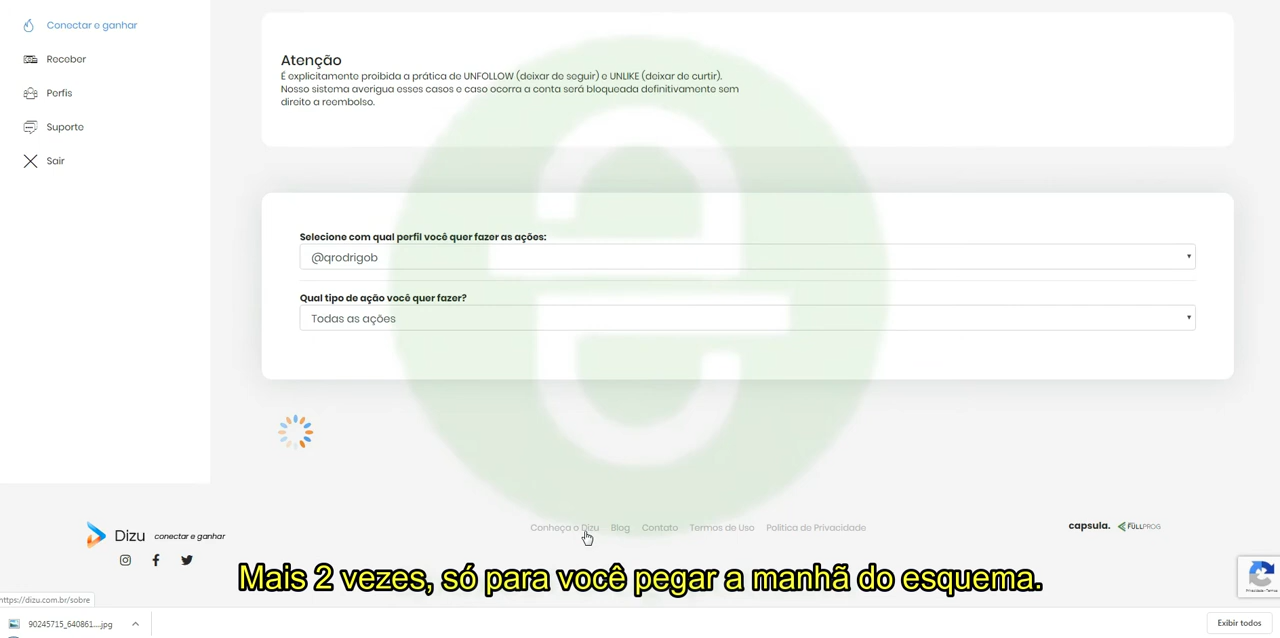 Conectar e ganhar
Receber
Perfis
Suporte
Sair
Atenção
É explicitamente proibida a prática de UNFOLLOW (deixar de seguir) e UNLIKE (deixar de curtir).
Nosso sistema averigua esses casos e caso ocorra a conta será bloqueada definitivamente sem
direito a reembolso.
Selecione com qual perfil você quer fazer as ações:
@qrodrigob
Qual tipo de ação você quer fazer?
Todas as ações
Dizu conectar e ganhar
Conheça o Dizu Blog Contato Termos de Uso Politica de Privacidade
capsula. FÜLLPROG
Mais 2 vezes, só para você pegar a manhã do esquema.
https://dizu.com.br/sobre
90245715_640861....jpg
Exibir todos